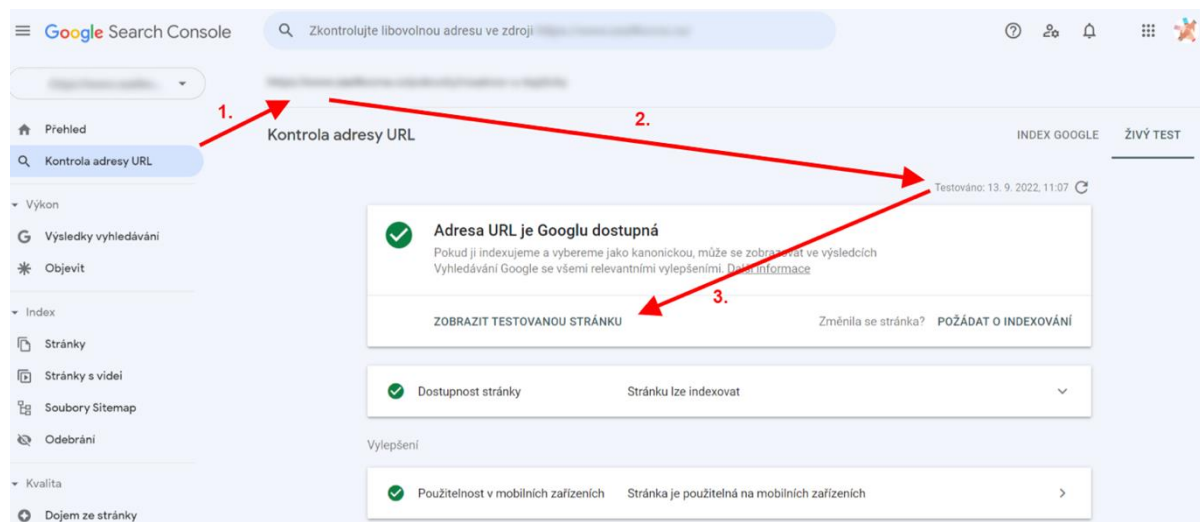 Google Search Console
Zkontrolujte libovolnou adresu ve zdroji
1.
2.
Přehled
Kontrola adresy URL
Kontrola adresy URL
INDEX GOOGLE
ŽIVÝ TEST
Testováno: 13. 9. 2022, 11:07
Výkon
Výsledky vyhledávání
Objevit
Adresa URL je Googlu dostupná
Pokud ji indexujeme a vybereme jako kanonickou, může se zobrazovat ve výsledcích
Vyhledávání Google se všemi relevantními vylepšeními. Další informace
3.
ZOBRAZIT TESTOVANOU STRÁNKU
Změnila se stránka? POŽÁDAT O INDEXOVÁNÍ
Index
Stránky
Stránky s videi
Soubory Sitemap
Odebrání
Dostupnost stránky
Stránku lze indexovat
Vylepšení
Použitelnost v mobilních zařízeních
Stránka je použitelná na mobilních zařízeních
Kvalita
Dojem ze stránky